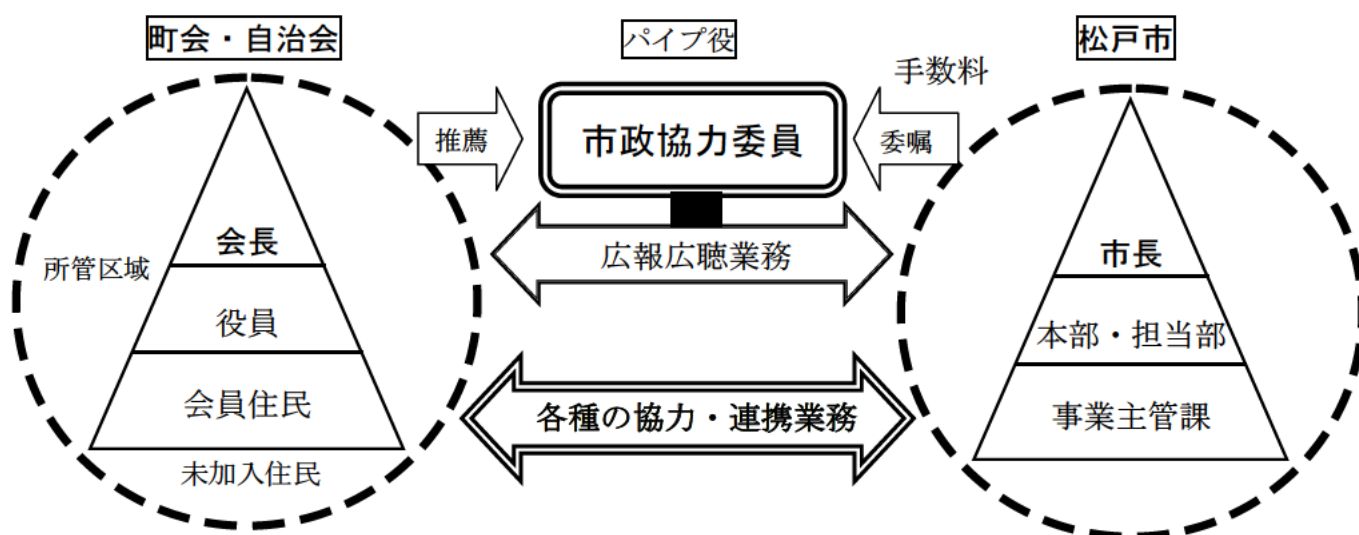 町会・自治会
パイプ役
松戸市
手数料
推薦
市政協力委員
委嘱
会長
所管区域
広報広聴業務
市長
役員
本部・担当部
会員住民
各種の協力・連携業務
事業主管課
未加入住民